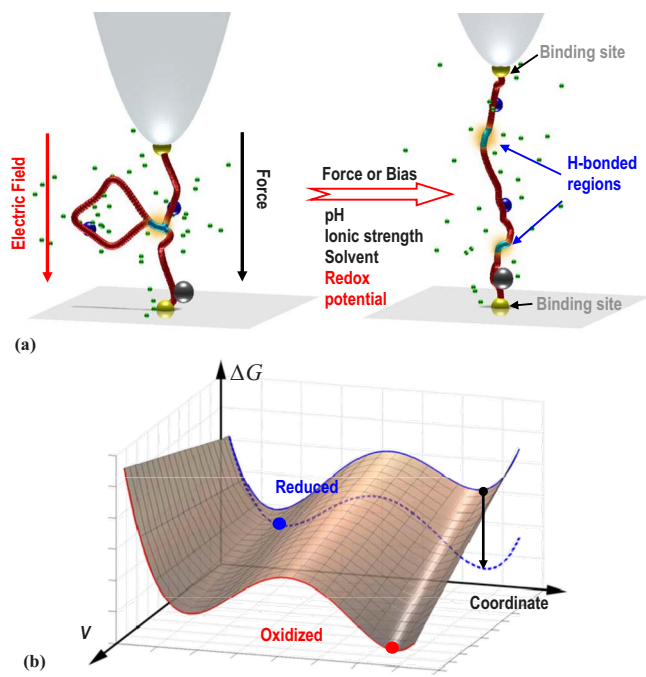 Electric Field
Force
Force or Bias
pH
Ionic strength
Solvent
Redox
potential
Binding site
H-bonded
regions
Binding site
(a)
ΔG
Reduced
Coordinate
V
Oxidized
(b)